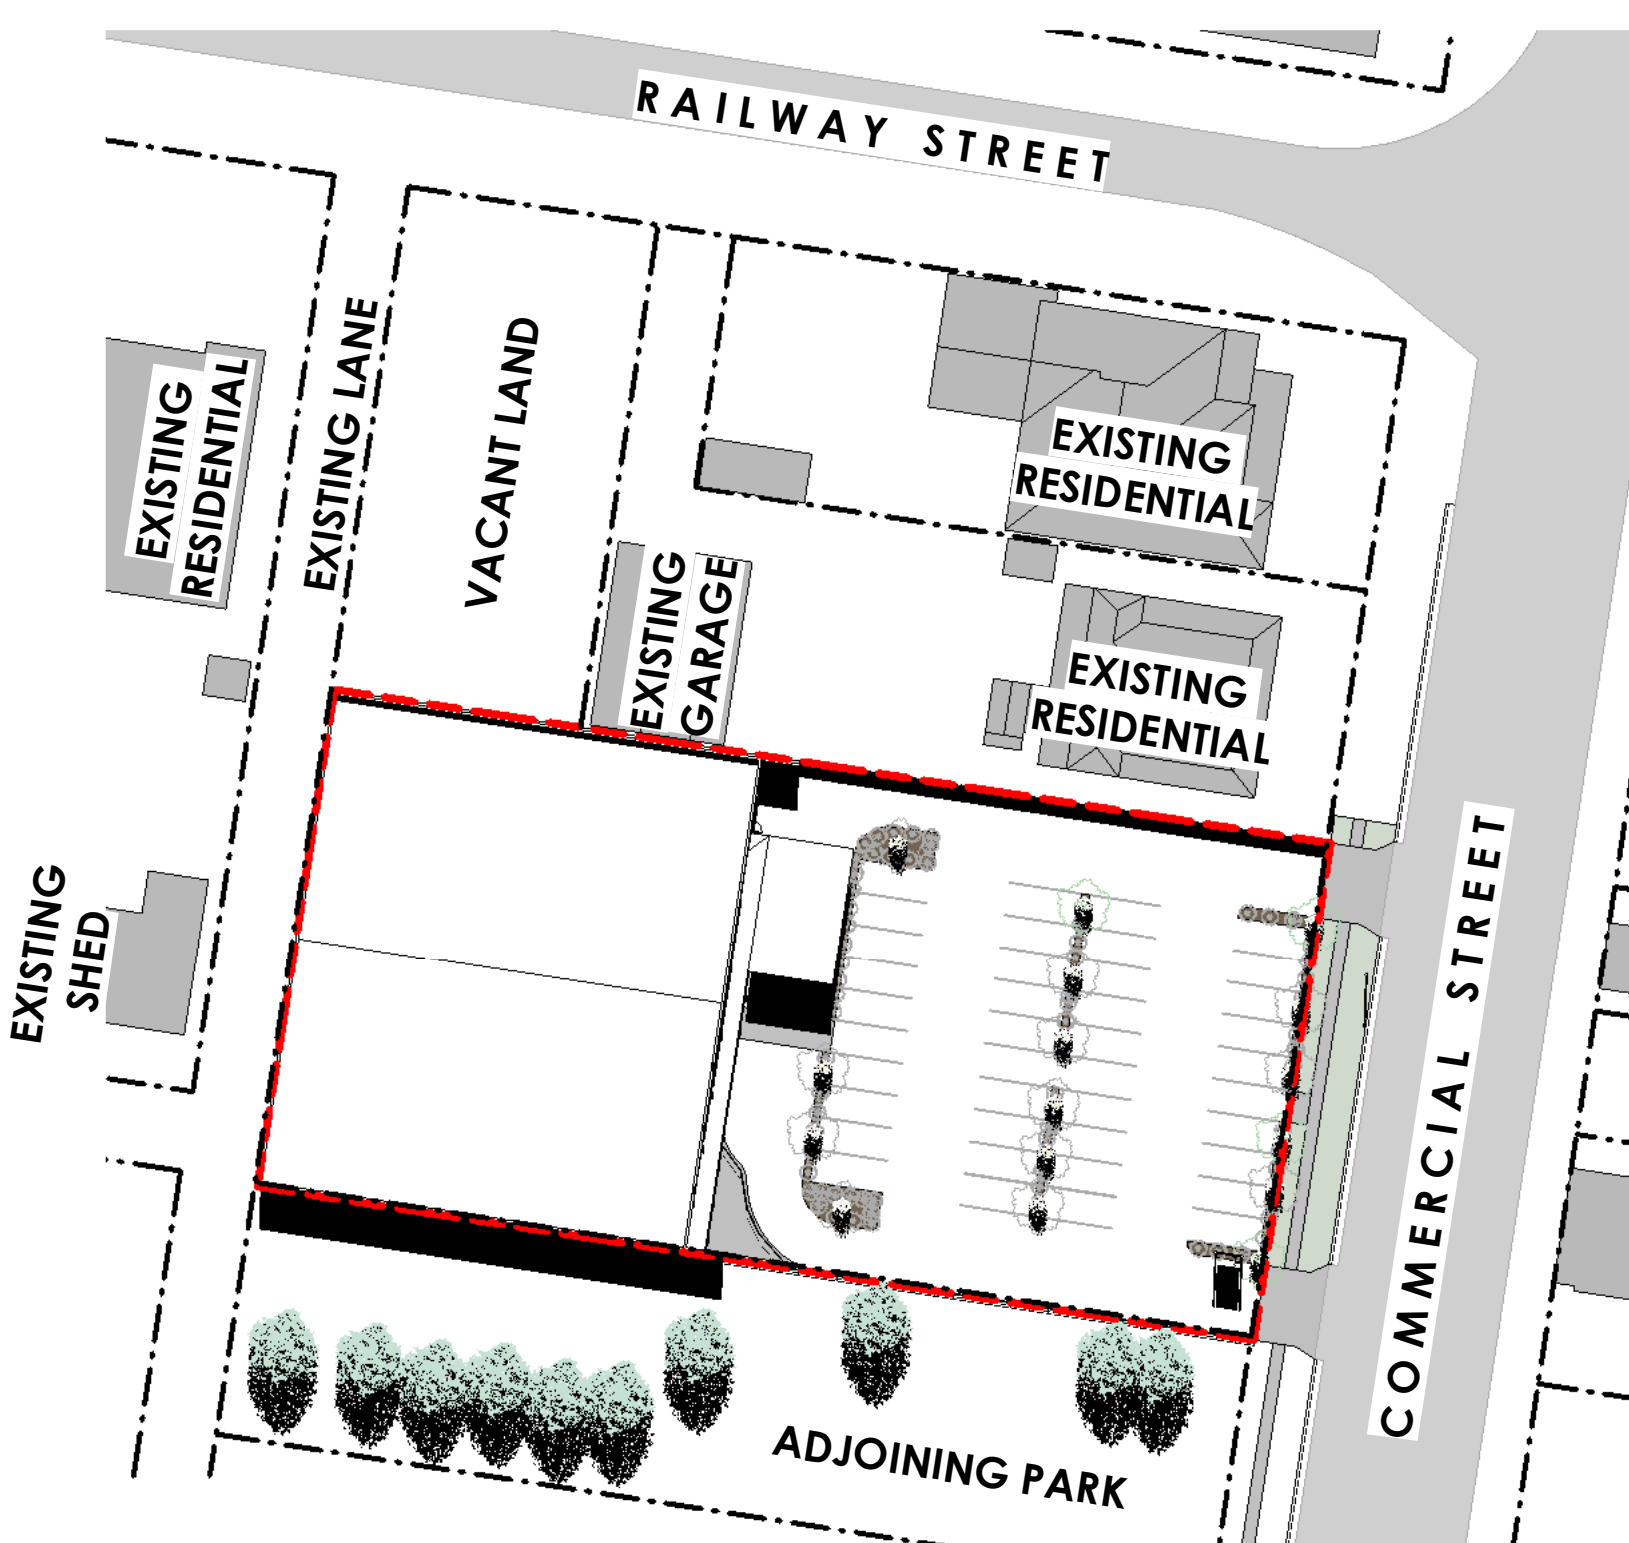 RAILWAY STREET
EXISTING
RESIDENTIAL
EXISTING LANE
VACANT LAND
EXISTING
RESIDENTIAL
EXISTING
GARAGE
EXISTING
RESIDENTIAL
EXISTING
SHED
COMMERCIAL STREET
ADJOINING PARK